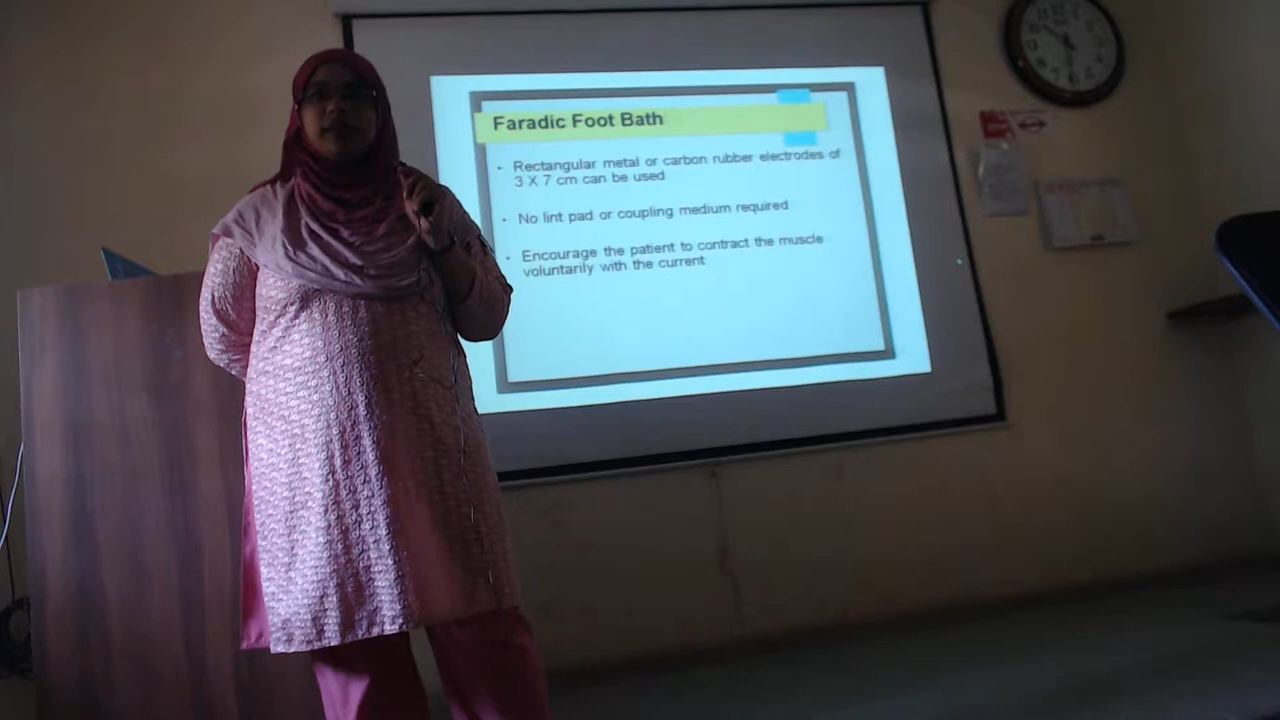 Faradic Foot Bath
• Rectangular metal or carbon rubber electrodes of
3 X 7 cm can be used
• No lint pad or coupling medium required
• Encourage the patient to contract the muscle
voluntarily with the current